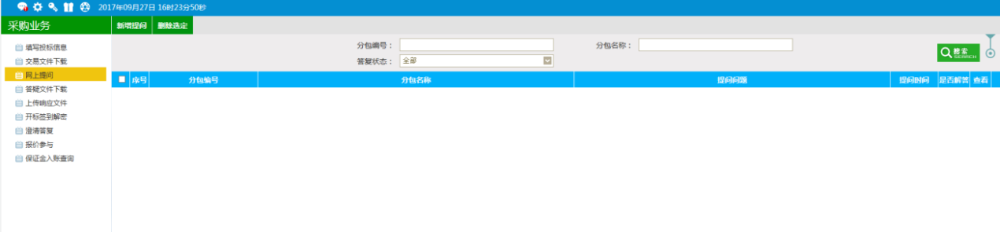 2017年09月27日 16时23分50秒
采购业务
新增提问 删除选定
填写投标信息
交易文件下载
网上提问
答疑文件下载
上传响应文件
开标签到解密
澄清答复
报价参与
保证金入账查询
分包编号： 分包名称：
答复状态： 全部
搜索
SEARCH
序号 分包编号 分包名称 提问问题 提问时间 是否解答 查看